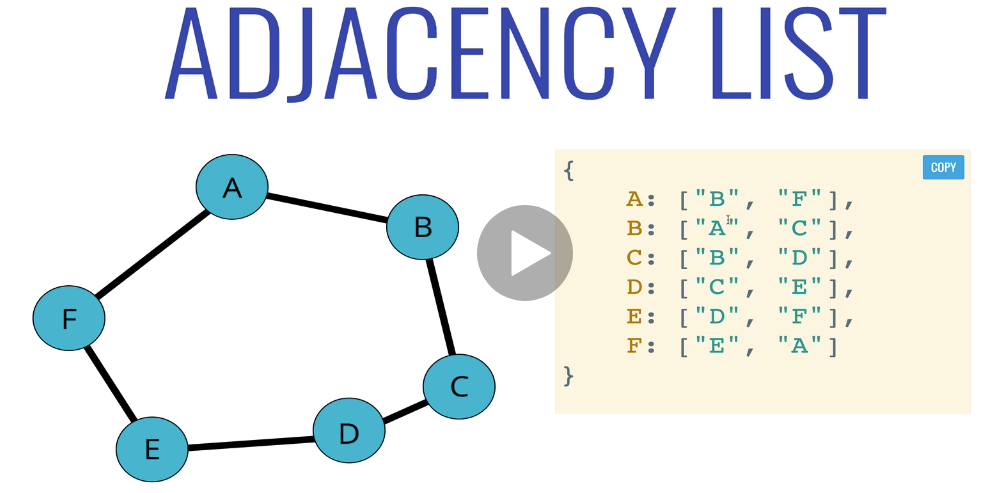 ADJACENCY LIST
A
B
F
C
D
E
COPY
{
A: ["B", "F"],
B: ["A", "C"],
C: ["B", "D"],
D: ["C", "E"],
E: ["D", "F"],
F: ["E", "A"]
}